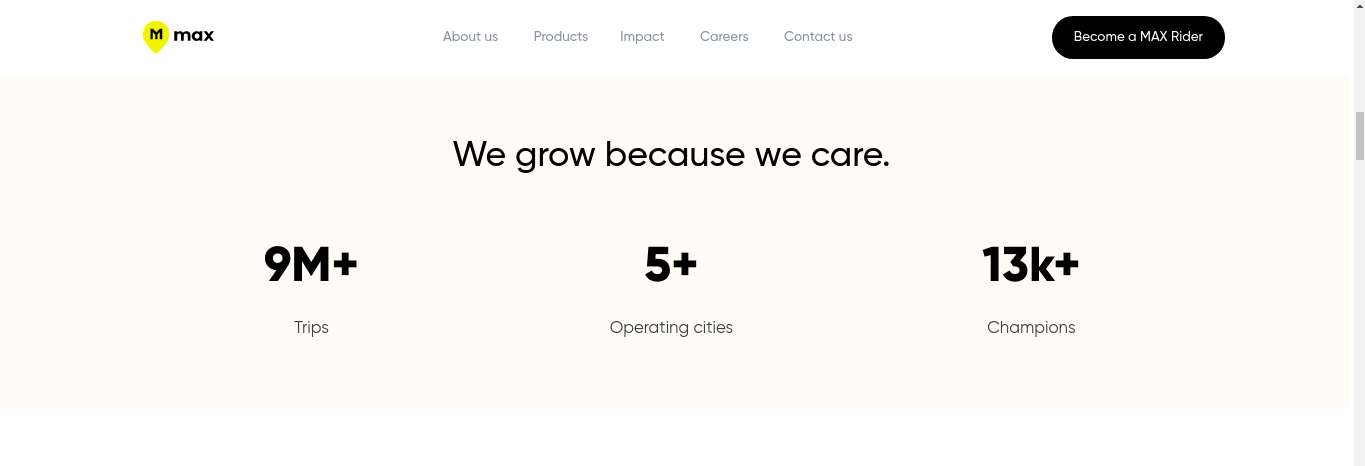 M max
About us
Products
Impact
Careers
Contact us
Become a MAX Rider
We grow because we care.
9M+
5+
13k+
Trips
Operating cities
Champions